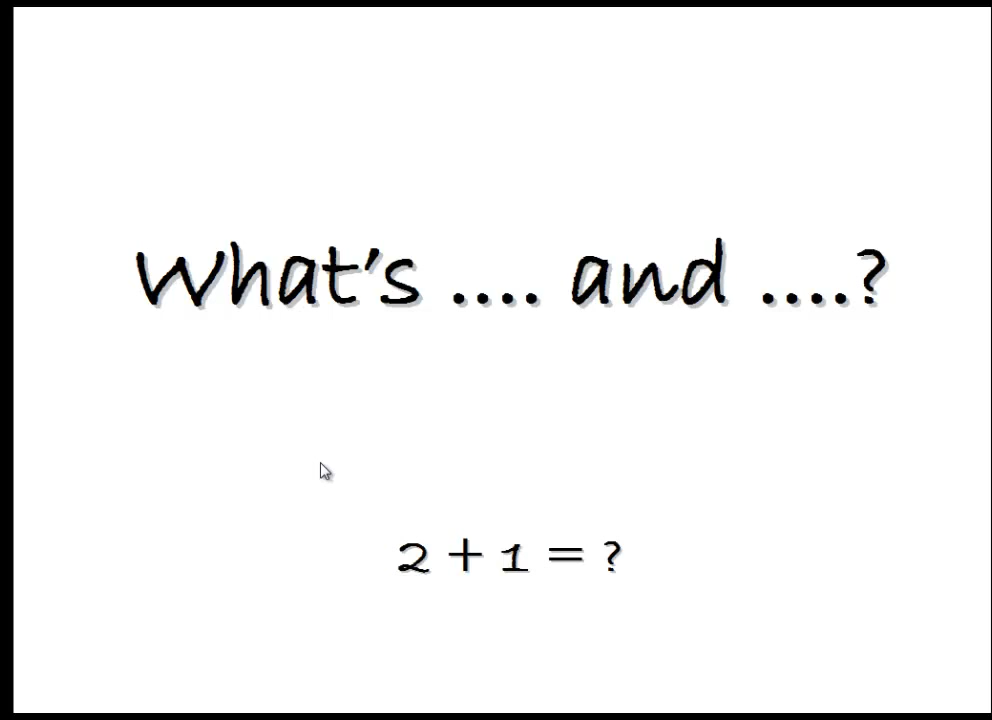 What's .... and ....?
2 + 1 = ?